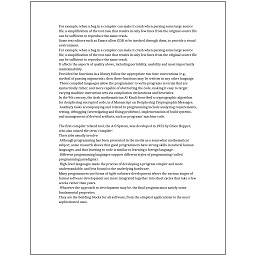 For example, when a bug in a compiler can make it crash when parsing some large source
file, a simplification of the test case that results in only few lines from the original source file
can be sufficient to reproduce the same crash.
Some text editors such as Emacs allow GDB to be invoked through them, to provide a visual
environment.
For example, when a bug in a compiler can make it crash when parsing some large source
file, a simplification of the test case that results in only few lines from the original source file
can be sufficient to reproduce the same crash.
It affects the aspects of quality above, including portability, usability and most importantly
maintainability.
Provided the functions in a library follow the appropriate run-time conventions (e.g.,
method of passing arguments), then these functions may be written in any other language.
These compiled languages allow the programmer to write programs in terms that are
syntactically richer, and more capable of abstracting the code, making it easy to target
varying machine instruction sets via compilation declarations and heuristics.
In the 9th century, the Arab mathematician Al-Kindi described a cryptographic algorithm
for deciphering encrypted code, in A Manuscript on Deciphering Cryptographic Messages.
Auxiliary tasks accompanying and related to programming include analyzing requirements,
testing, debugging (investigating and fixing problems), implementation of build systems,
and management of derived artifacts, such as programs' machine code.

The first compiler related tool, the A-0 System, was developed in 1952 by Grace Hopper,
who also coined the term 'compiler'.
Their jobs usually involve:
Although programming has been presented in the media as a somewhat mathematical
subject, some research shows that good programmers have strong skills in natural human
languages, and that learning to code is similar to learning a foreign language.
Different programming languages support different styles of programming (called
programming paradigms).
High-level languages made the process of developing a program simpler and more
understandable, and less bound to the underlying hardware.
Many programmers use forms of Agile software development where the various stages of
formal software development are more integrated together into short cycles that take a few
weeks rather than years.
Whatever the approach to development may be, the final program must satisfy some
fundamental properties.
They are the building blocks for all software, from the simplest applications to the most
sophisticated ones.